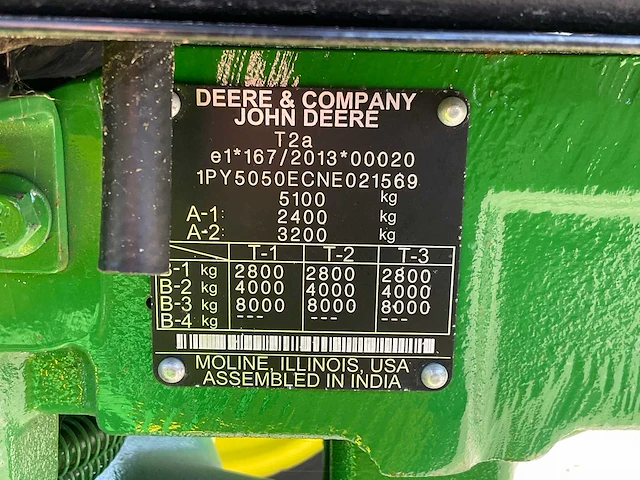 DEERE & COMPANY
JOHN DEERE
T2a
e1*167/2013*00020
1PY5050ECNE021569
5100 kg
A-1: 2400 kg
A-2: 3200 kg
T-1 T-2 T-3
B-1 kg 2800 2800 2800
B-2 kg 4000 4000 4000
B-3 kg 8000 8000 8000
B-4 kg --- --- ---
MOLINE, ILLINOIS, USA
ASSEMBLED IN INDIA